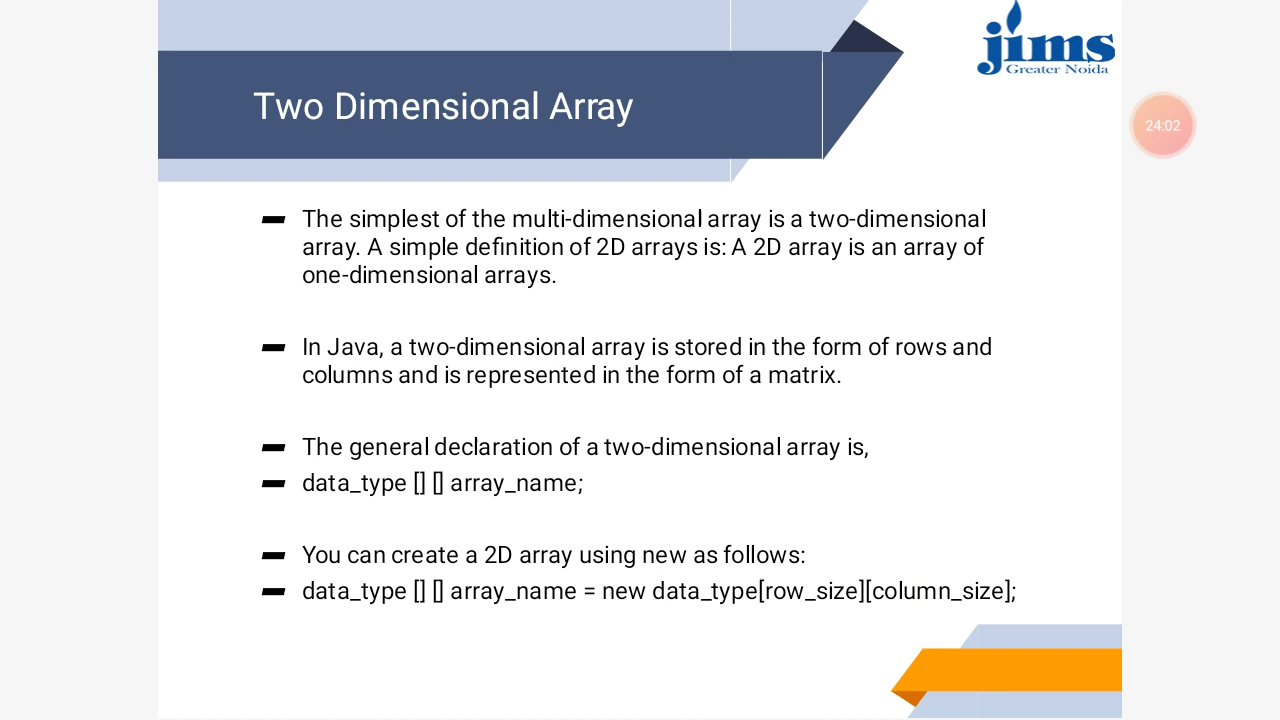 jims
Greater Noida
Two Dimensional Array
24:02
The simplest of the multi-dimensional array is a two-dimensional
array. A simple definition of 2D arrays is: A 2D array is an array of
one-dimensional arrays.
In Java, a two-dimensional array is stored in the form of rows and
columns and is represented in the form of a matrix.
The general declaration of a two-dimensional array is,
data_type [] [] array_name;
You can create a 2D array using new as follows:
data_type [] [] array_name = new data_type[row_size][column_size];